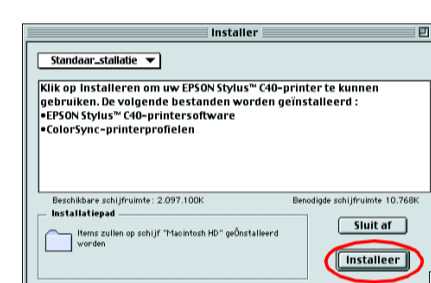 Installer
Standaar_stallatie
Klik op Installeren om uw EPSON Stylus™ C40-printer te kunnen
gebruiken. De volgende bestanden worden geïnstalleerd :
•EPSON Stylus™ C40-printersoftware
•ColorSync-printerprofielen
Beschikbare schijfruimte: 2.097.100K Benodigde schijfruimte 10.768K
Installatiepad
Items zullen op schijf "Macintosh HD" geÔnstalleerd
worden
Sluit af
Installeer